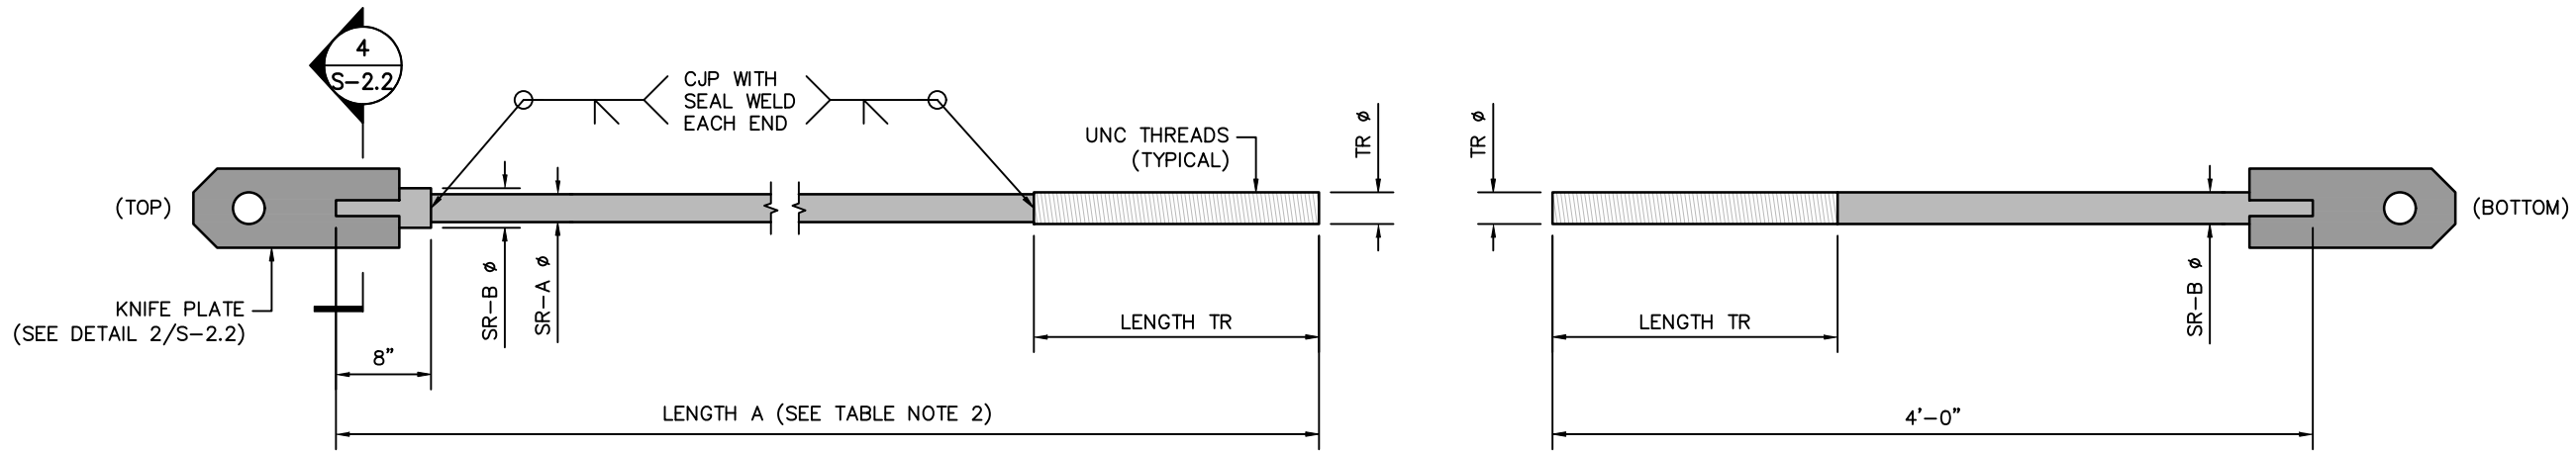 4
S-2.2
CJP WITH
SEAL WELD
EACH END
UNC THREADS
(TYPICAL)
TR ø
TR ø
(TOP)
(BOTTOM)
KNIFE PLATE
(SEE DETAIL 2/S-2.2)
SR-B ø
SR-A ø
SR-B ø
LENGTH TR
LENGTH TR
8"
LENGTH A (SEE TABLE NOTE 2)
4'-0"